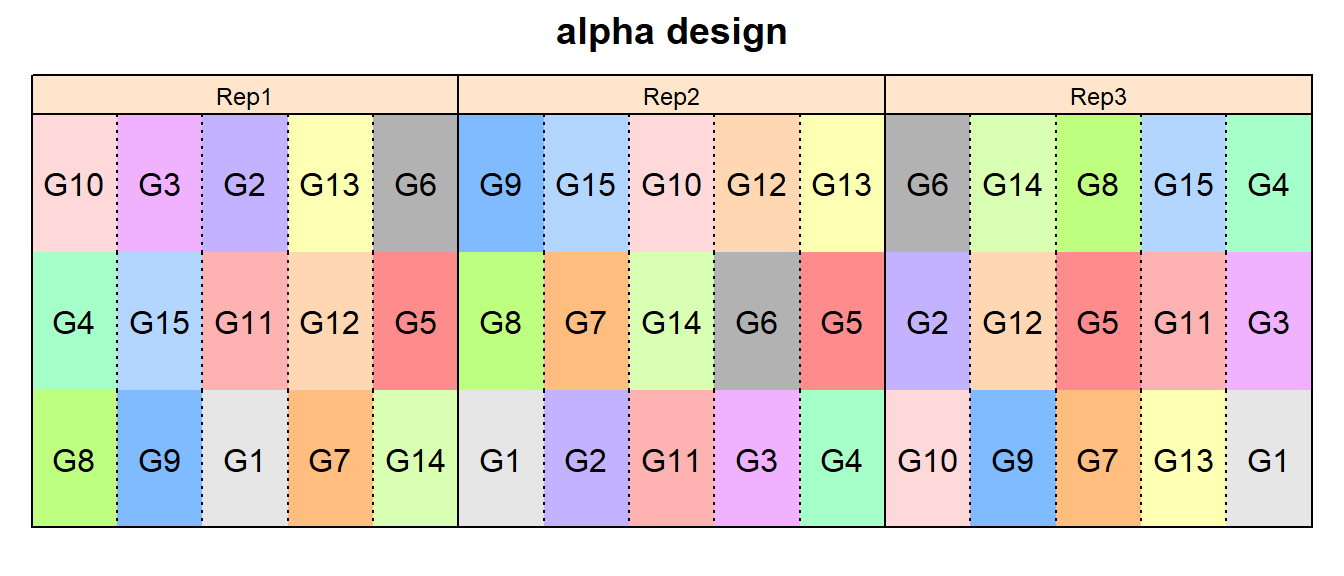 alpha design
Rep1 Rep2 Rep3
G10 G3 G2 G13 G6 G9 G15 G10 G12 G13 G6 G14 G8 G15 G4
G4 G15 G11 G12 G5 G8 G7 G14 G6 G5 G2 G12 G5 G11 G3
G8 G9 G1 G7 G14 G1 G2 G11 G3 G4 G10 G9 G7 G13 G1